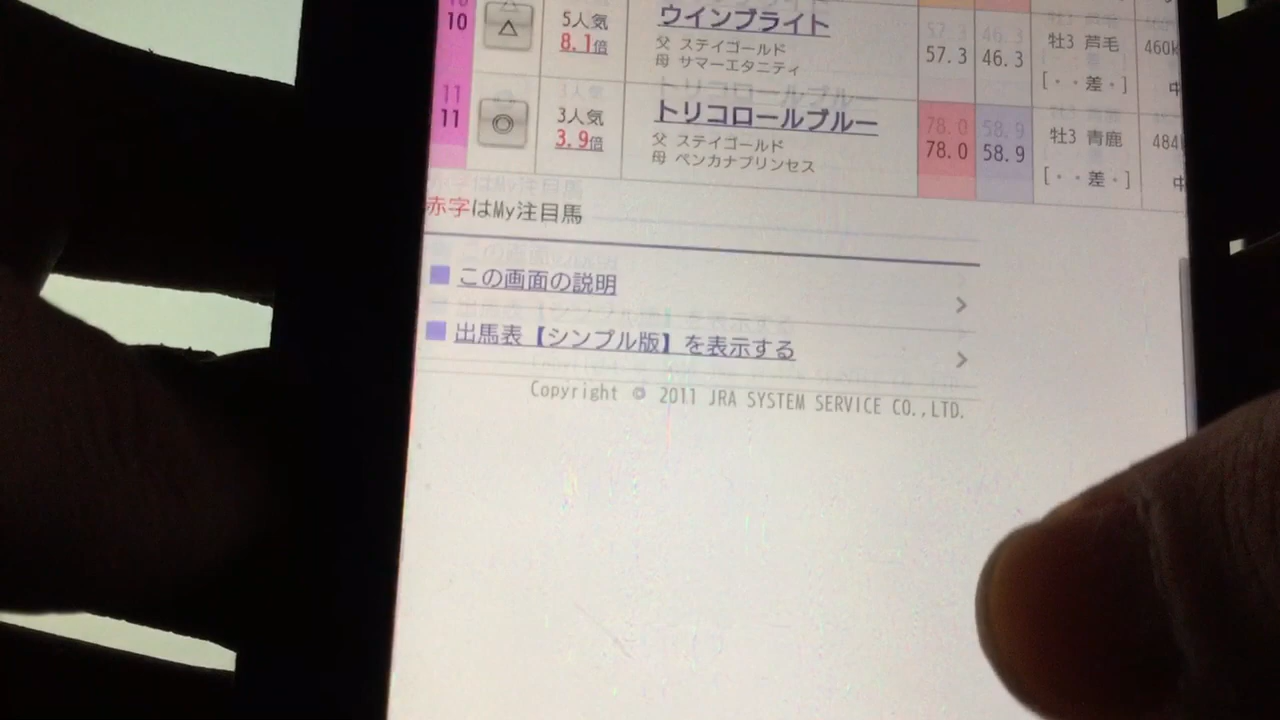 10 △ 5人気 ウインブライト 57.3 46.3 牡3 芦毛
8.1倍 父 ステイゴールド 460k
母 サマーエタニティ [・・差・] 中
11 ◎ 3人気 トリコロールブルー 78.0 58.9 牡3 青鹿
3.9倍 父 ステイゴールド 484
母 ペンカナプリンセス [・・差・] 中
赤字はMy注目馬
この画面の説明
出馬表【シンプル版】を表示する
Copyright © 2011 JRA SYSTEM SERVICE CO.,LTD.